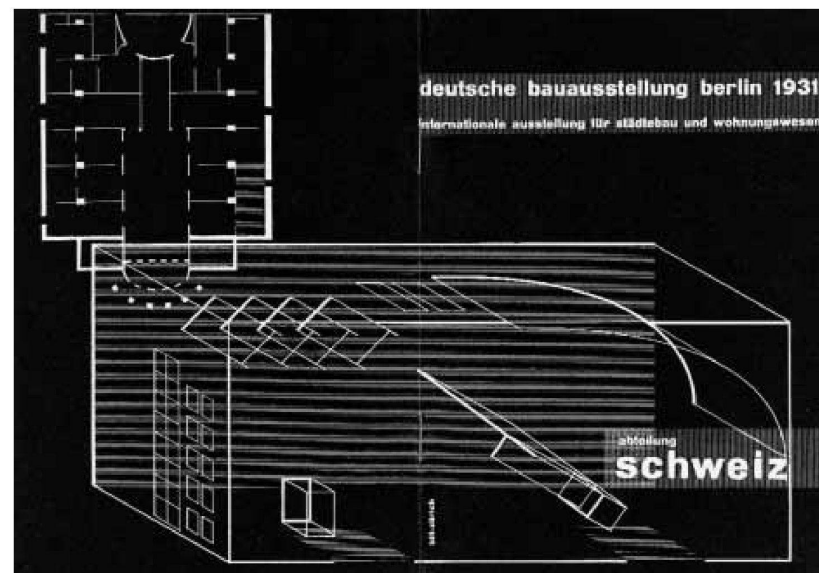 deutsche bauausstellung berlin 1931
internationale ausstellung für städtebau und wohnungswesen
abteilung
schweiz